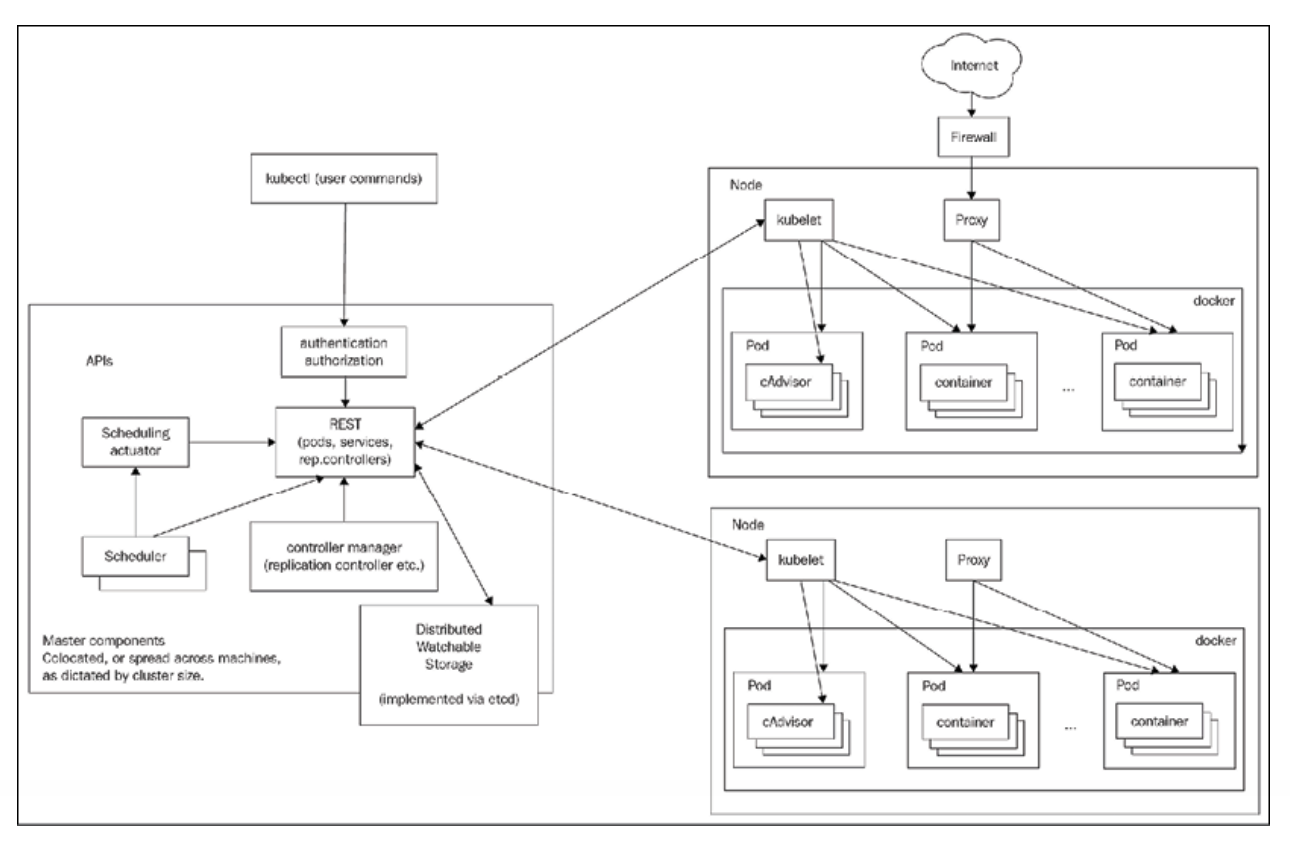 Internet
Firewall
kubectl (user commands)
authentication
authorization
APIs
REST
(pods, services,
rep.controllers)
Scheduling
actuator
Scheduler
controller manager
(replication controller etc.)
Distributed
Watchable
Storage
(implemented via etcd)
Master components
Colocated, or spread across machines,
as dictated by cluster size.
Node
kubelet
Proxy
docker
Pod
cAdvisor
Pod
container
...
Pod
container
Node
kubelet
Proxy
docker
Pod
cAdvisor
Pod
container
...
Pod
container